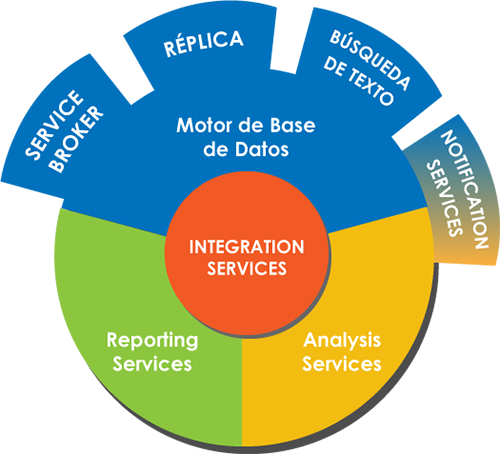 SERVICE
BROKER
RÉPLICA
BÚSQUEDA
DE TEXTO
NOTIFICATION
SERVICES
Motor de Base
de Datos
INTEGRATION
SERVICES
Reporting
Services
Analysis
Services